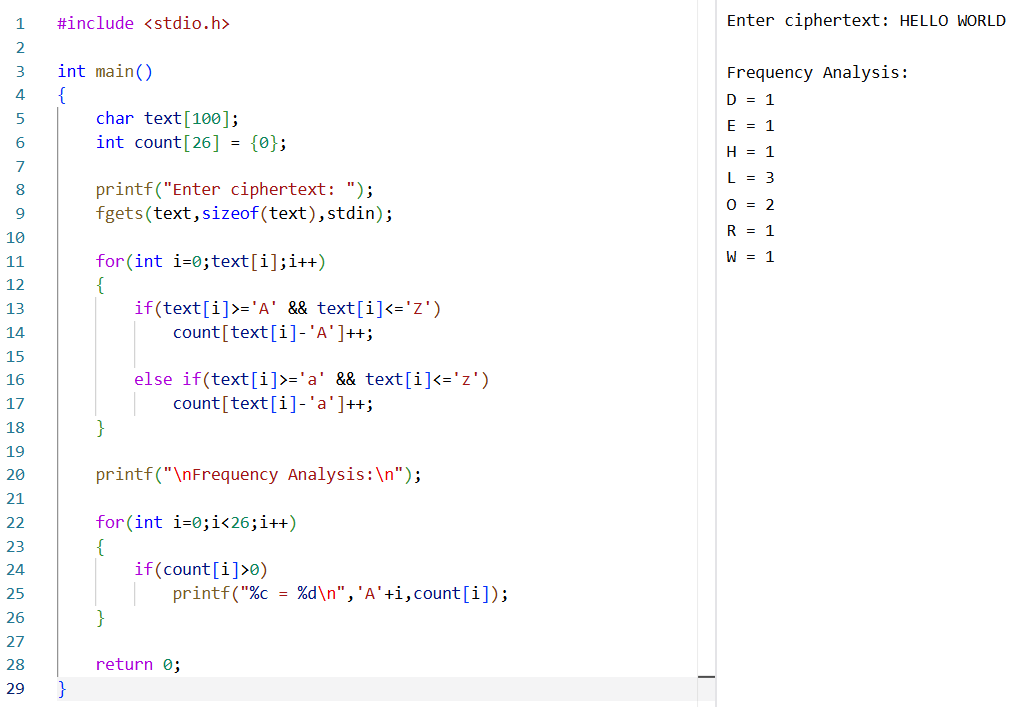 1 #include <stdio.h>
2
3 int main()
4 {
5     char text[100];
6     int count[26] = {0};
7
8     printf("Enter ciphertext: ");
9     fgets(text,sizeof(text),stdin);
10
11     for(int i=0;text[i];i++)
12     {
13         if(text[i]>='A' && text[i]<='Z')
14             count[text[i]-'A']++;
15
16         else if(text[i]>='a' && text[i]<='z')
17             count[text[i]-'a']++;
18     }
19
20     printf("\nFrequency Analysis:\n");
21
22     for(int i=0;i<26;i++)
23     {
24         if(count[i]>0)
25             printf("%c = %d\n",'A'+i,count[i]);
26     }
27
28     return 0;
29 }
Enter ciphertext: HELLO WORLD

Frequency Analysis:
D = 1
E = 1
H = 1
L = 3
O = 2
R = 1
W = 1